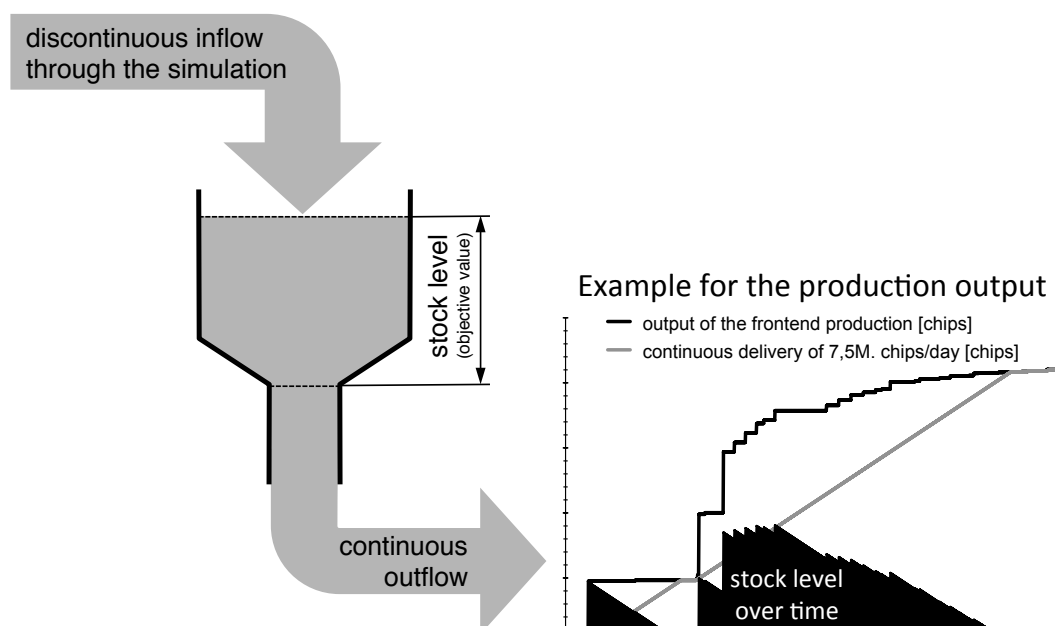 discontinuous inflow
through the simulation
stock level
(objective value)
Example for the production output
output of the frontend production [chips]
continuous delivery of 7,5M. chips/day [chips]
continuous
outflow
stock level
over time